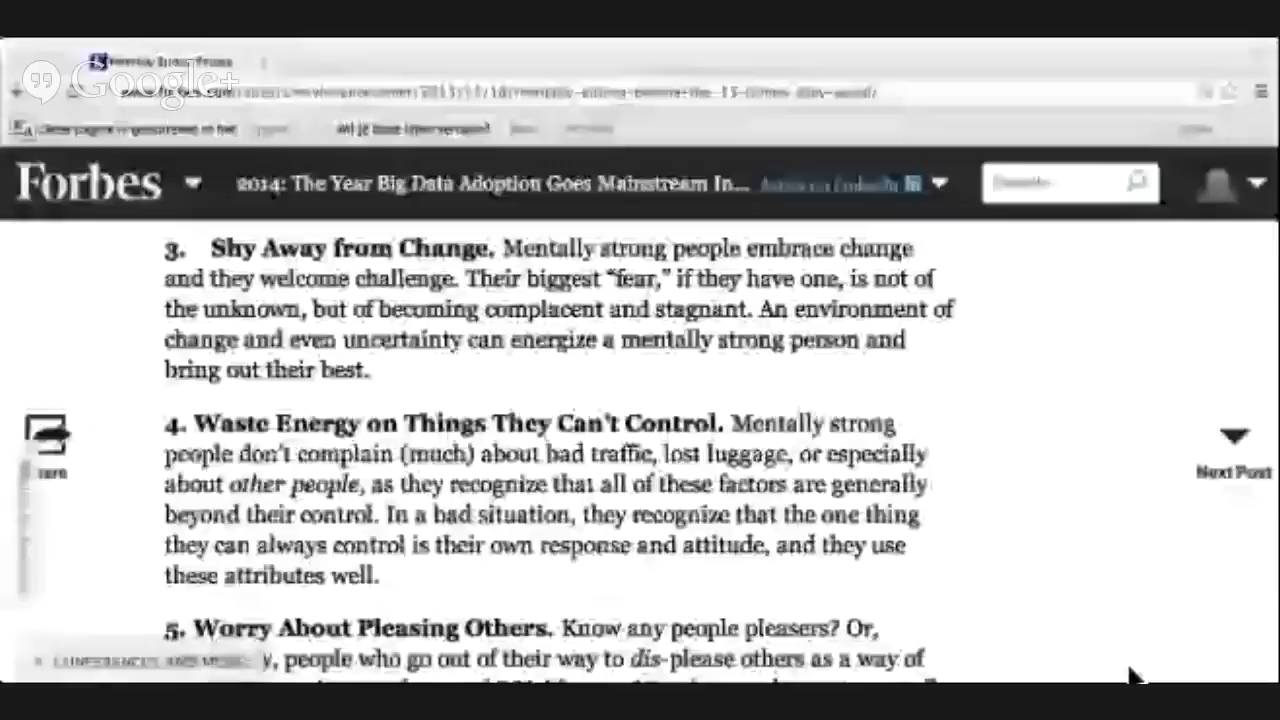 Google+
Forbes
2014: The Year Big Data Adoption Goes Mainstream In...
3. Shy Away from Change. Mentally strong people embrace change
and they welcome challenge. Their biggest “fear,” if they have one, is not of
the unknown, but of becoming complacent and stagnant. An environment of
change and even uncertainty can energize a mentally strong person and
bring out their best.
4. Waste Energy on Things They Can't Control. Mentally strong
people don't complain (much) about bad traffic, lost luggage, or especially
about other people, as they recognize that all of these factors are generally
beyond their control. In a bad situation, they recognize that the one thing
they can always control is their own response and attitude, and they use
these attributes well.
Next Post
5. Worry About Pleasing Others. Know any people pleasers? Or,
people who go out of their way to dis-please others as a way of